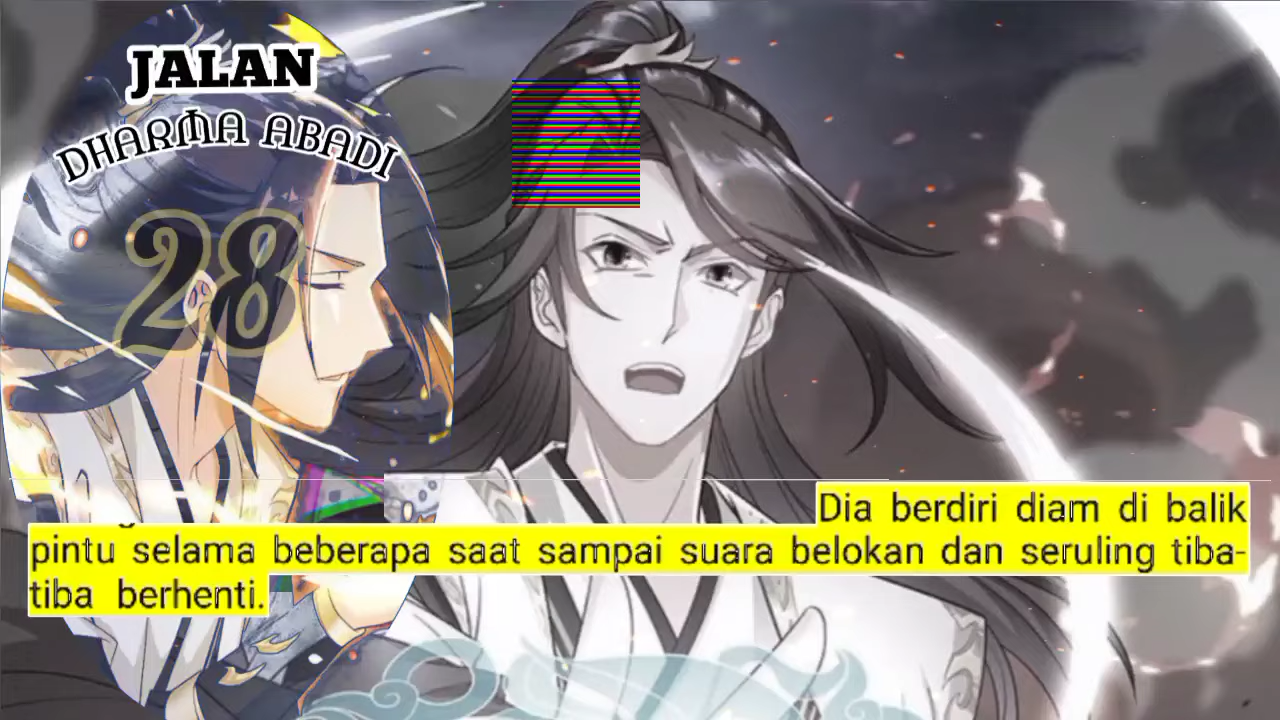 JALAN
DHARMA ABADI
28
Dia berdiri diam di balik
pintu selama beberapa saat sampai suara belokan dan seruling tiba-
tiba berhenti.